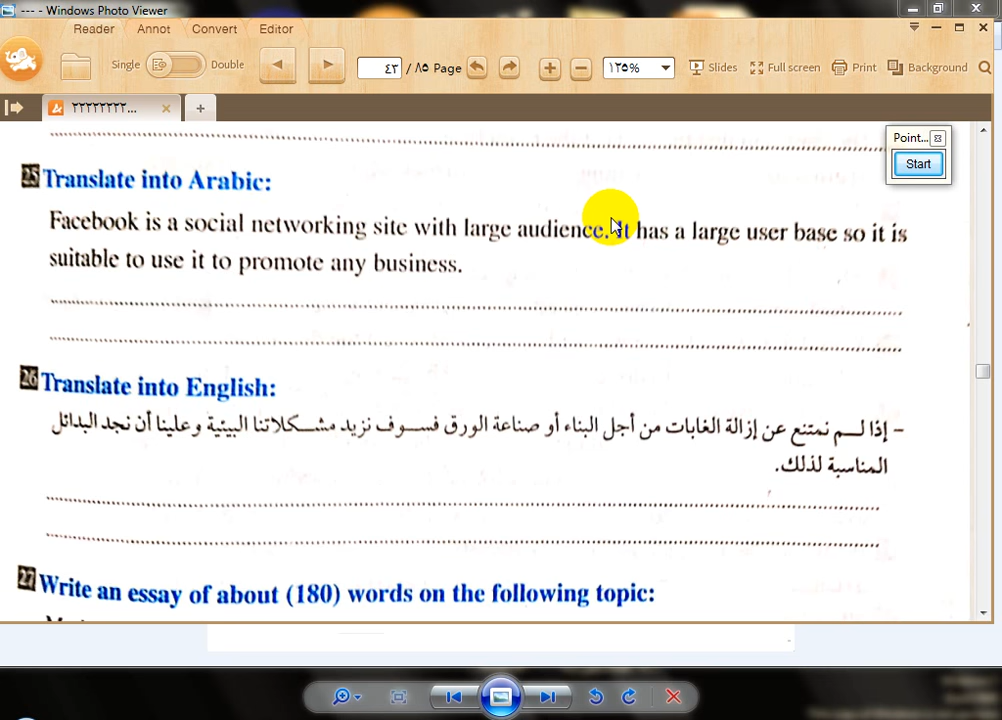 ---- - Windows Photo Viewer
Reader Annot Convert Editor
Single Double ٤٣ / ٨٥ Page ١٢٥% Slides Full screen Print Background
٢٢٢٢٢٢٢٢...
Point...
Start
25 Translate into Arabic:
Facebook is a social networking site with large audience. It has a large user base so it is
suitable to use it to promote any business.
26 Translate into English:
– إذا لـم نمتنع عن إزالة الغابات من أجل البناء أو صناعة الورق فسوف نزيد مشكلاتنا البيئية وعلينا أن نجد البدائل
المناسبة لذلك.
27 Write an essay of about (180) words on the following topic: